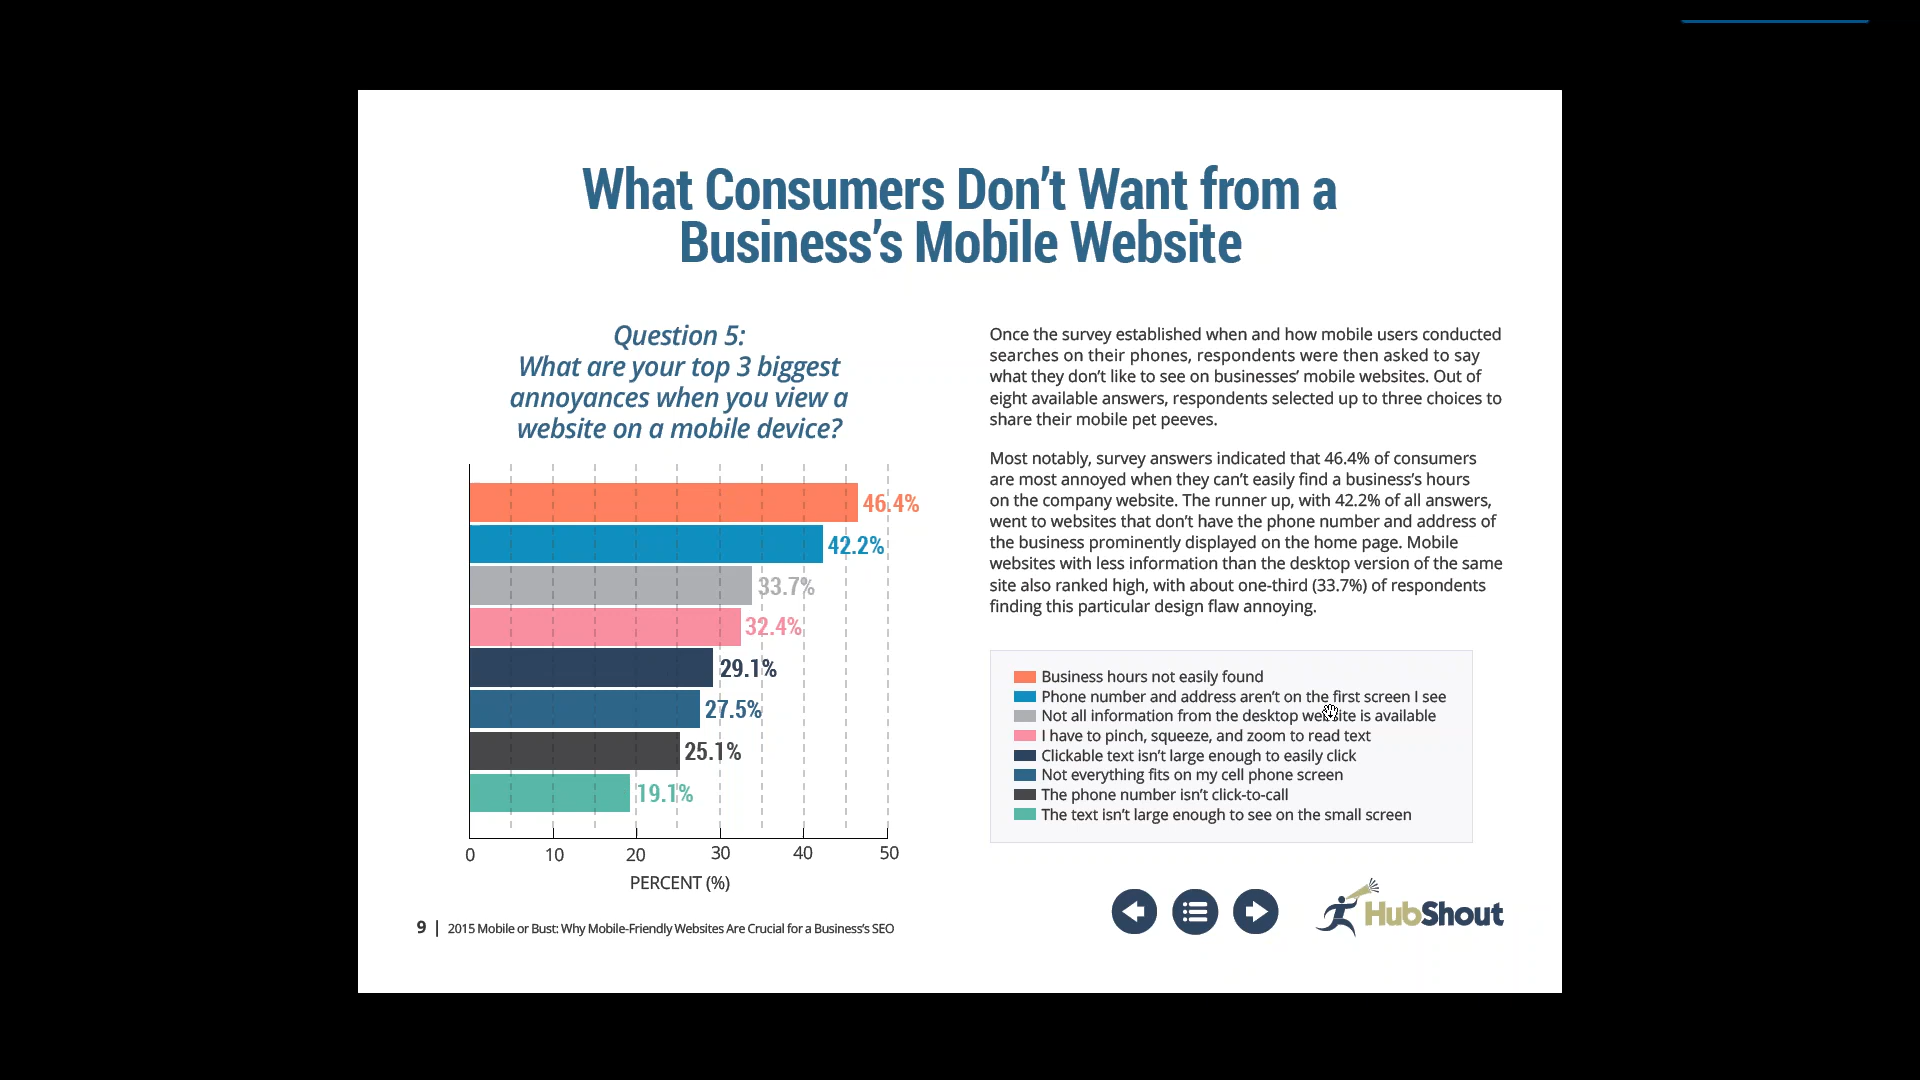 What Consumers Don’t Want from a
Business’s Mobile Website
Question 5:
What are your top 3 biggest
annoyances when you view a
website on a mobile device?
46.4%
42.2%
33.7%
32.4%
29.1%
27.5%
25.1%
19.1%
0 10 20 30 40 50
PERCENT (%)
Once the survey established when and how mobile users conducted
searches on their phones, respondents were then asked to say
what they don’t like to see on businesses’ mobile websites. Out of
eight available answers, respondents selected up to three choices to
share their mobile pet peeves.
Most notably, survey answers indicated that 46.4% of consumers
are most annoyed when they can’t easily find a business’s hours
on the company website. The runner up, with 42.2% of all answers,
went to websites that don’t have the phone number and address of
the business prominently displayed on the home page. Mobile
websites with less information than the desktop version of the same
site also ranked high, with about one-third (33.7%) of respondents
finding this particular design flaw annoying.
Business hours not easily found
Phone number and address aren’t on the first screen I see
Not all information from the desktop website is available
I have to pinch, squeeze, and zoom to read text
Clickable text isn’t large enough to easily click
Not everything fits on my cell phone screen
The phone number isn’t click-to-call
The text isn’t large enough to see on the small screen
9 | 2015 Mobile or Bust: Why Mobile-Friendly Websites Are Crucial for a Business’s SEO
HubShout